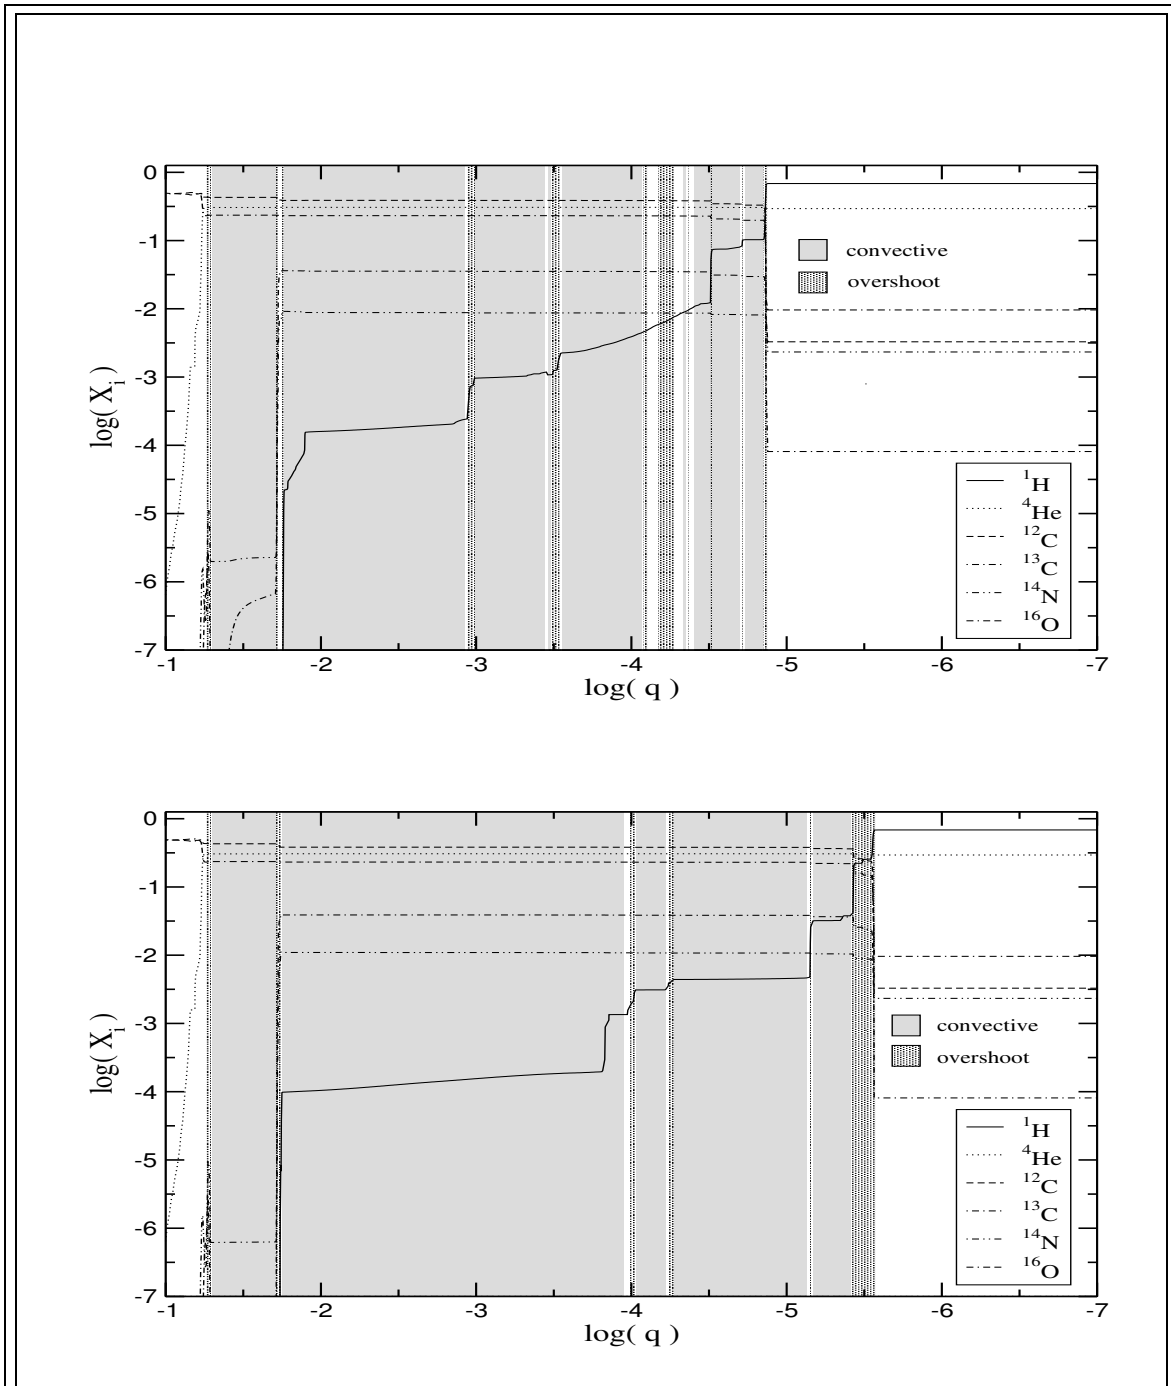 0
-1
-2
-3
-4
-5
-6
-7
log( X_i )
convective
overshoot
^1H
^4He
^12C
^13C
^14N
^16O
-1 -2 -3 -4 -5 -6 -7
log( q )
0
-1
-2
-3
-4
-5
-6
-7
log( X_i )
convective
overshoot
^1H
^4He
^12C
^13C
^14N
^16O
-1 -2 -3 -4 -5 -6 -7
log( q )